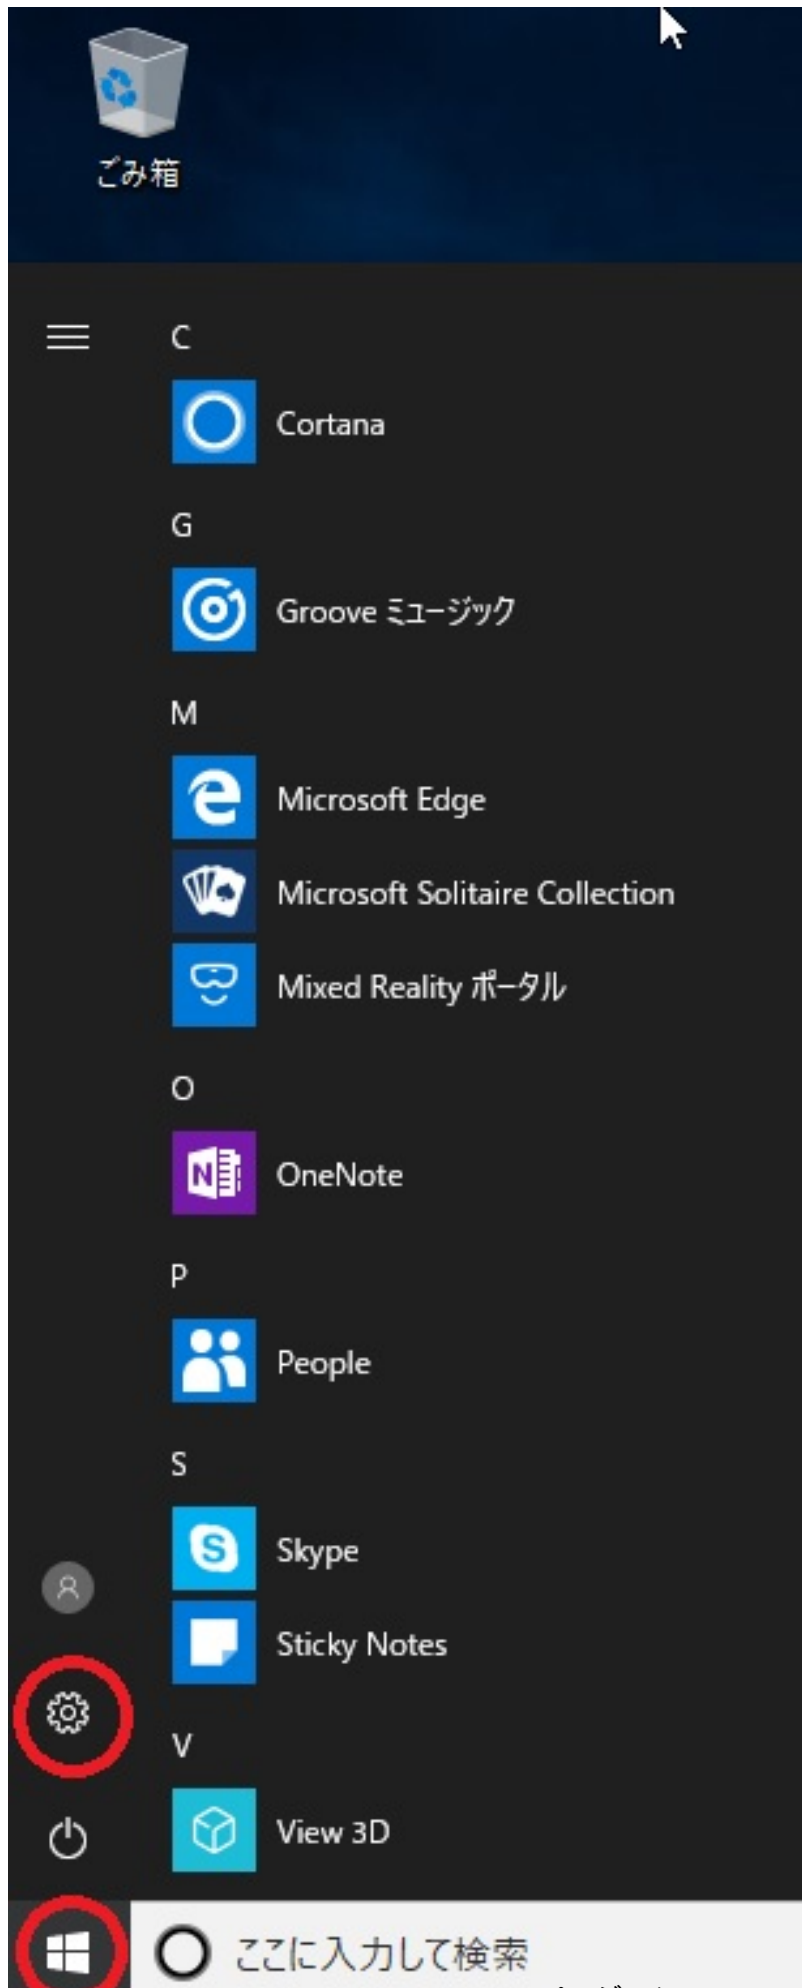 ごみ箱
C
Cortana
G
Groove ミュージック
M
Microsoft Edge
Microsoft Solitaire Collection
Mixed Reality ポータル
O
OneNote
P
People
S
Skype
Sticky Notes
V
View 3D
ここに入力して検索